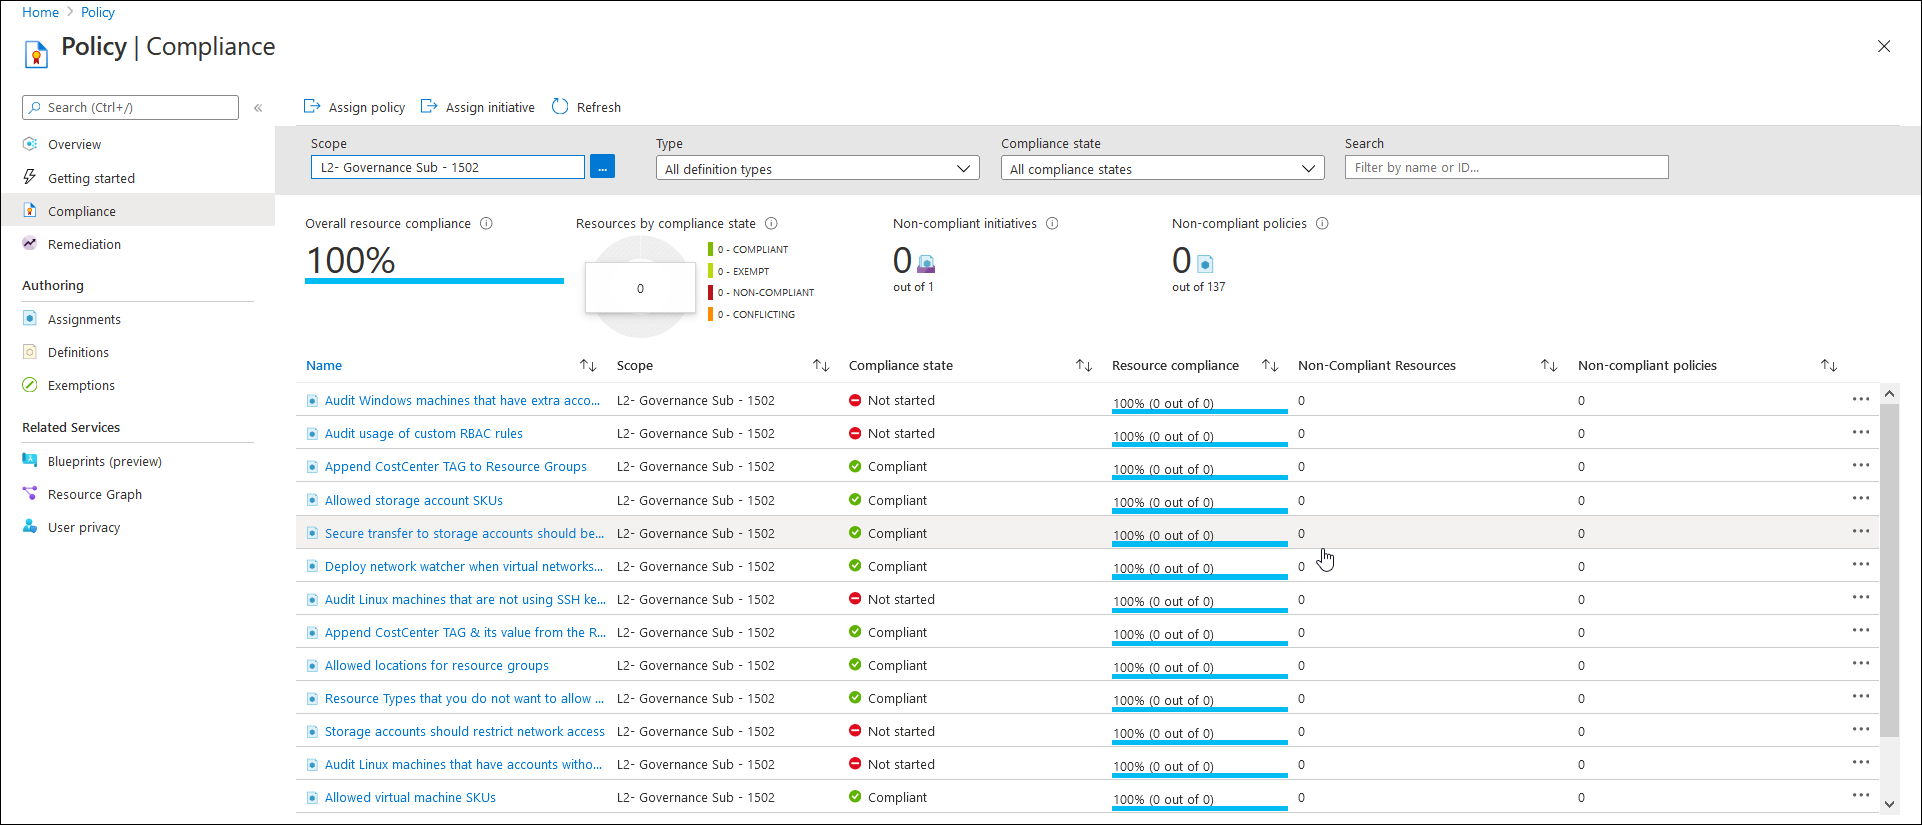 Home > Policy
Policy | Compliance
Search (Ctrl+/)
«
Overview
Getting started
Compliance
Remediation
Authoring
Assignments
Definitions
Exemptions
Related Services
Blueprints (preview)
Resource Graph
User privacy
Assign policy Assign initiative Refresh
Scope Type Compliance state Search
L2- Governance Sub - 1502 ... All definition types All compliance states Filter by name or ID...
Overall resource compliance Resources by compliance state Non-compliant initiatives Non-compliant policies
100%
0
0 - COMPLIANT
0 - EXEMPT
0 - NON-COMPLIANT
0 - CONFLICTING
0
out of 1
0
out of 137
Name Scope Compliance state Resource compliance Non-Compliant Resources Non-compliant policies
Audit Windows machines that have extra acco... L2- Governance Sub - 1502 Not started 100% (0 out of 0) 0 0 ...
Audit usage of custom RBAC rules L2- Governance Sub - 1502 Not started 100% (0 out of 0) 0 0 ...
Append CostCenter TAG to Resource Groups L2- Governance Sub - 1502 Compliant 100% (0 out of 0) 0 0 ...
Allowed storage account SKUs L2- Governance Sub - 1502 Compliant 100% (0 out of 0) 0 0 ...
Secure transfer to storage accounts should be... L2- Governance Sub - 1502 Compliant 100% (0 out of 0) 0 0 ...
Deploy network watcher when virtual networks... L2- Governance Sub - 1502 Compliant 100% (0 out of 0) 0 0 ...
Audit Linux machines that are not using SSH ke... L2- Governance Sub - 1502 Not started 100% (0 out of 0) 0 0 ...
Append CostCenter TAG & its value from the R... L2- Governance Sub - 1502 Compliant 100% (0 out of 0) 0 0 ...
Allowed locations for resource groups L2- Governance Sub - 1502 Compliant 100% (0 out of 0) 0 0 ...
Resource Types that you do not want to allow ... L2- Governance Sub - 1502 Compliant 100% (0 out of 0) 0 0 ...
Storage accounts should restrict network access L2- Governance Sub - 1502 Not started 100% (0 out of 0) 0 0 ...
Audit Linux machines that have accounts witho... L2- Governance Sub - 1502 Not started 100% (0 out of 0) 0 0 ...
Allowed virtual machine SKUs L2- Governance Sub - 1502 Compliant 100% (0 out of 0) 0 0 ...